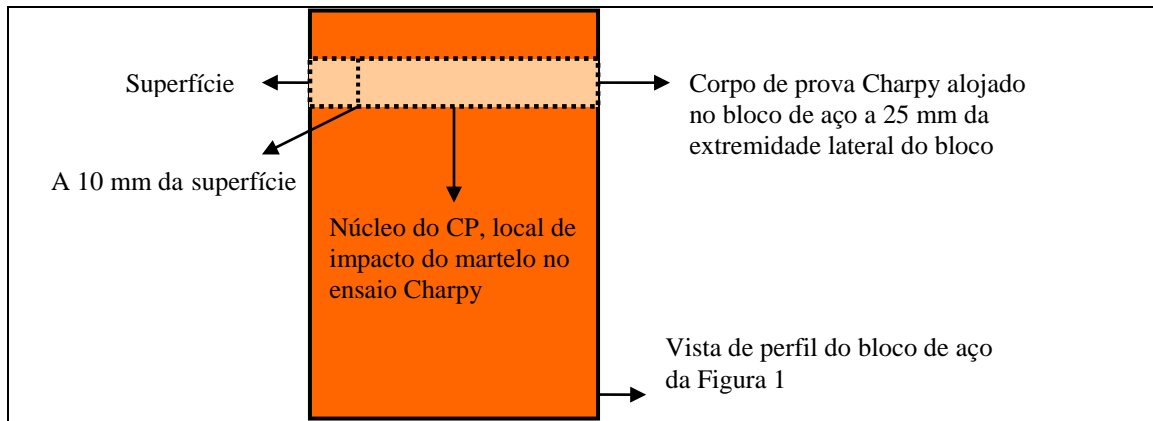 Superfície
Corpo de prova Charpy alojado
no bloco de aço a 25 mm da
extremidade lateral do bloco
A 10 mm da superfície
Núcleo do CP, local de
impacto do martelo no
ensaio Charpy
Vista de perfil do bloco de aço
da Figura 1